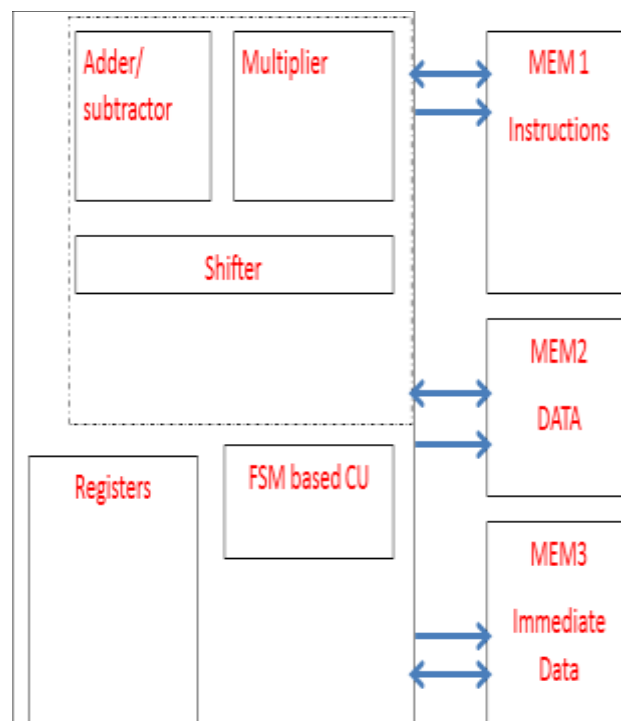 Adder/
subtractor
Multiplier
MEM 1
Instructions
Shifter
MEM2
DATA
Registers
FSM based CU
MEM3
Immediate
Data